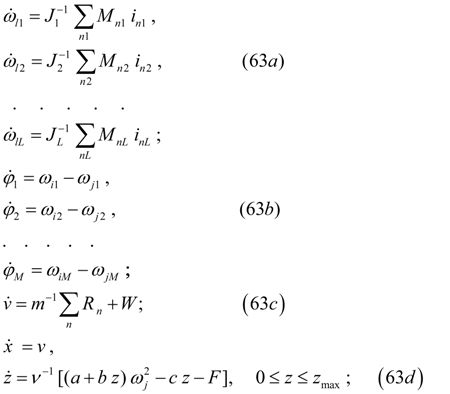 ω̇_{l1} = J_1^{-1} ∑_{n1} M_{n1} i_{n1} ,
ω̇_{l2} = J_2^{-1} ∑_{n2} M_{n2} i_{n2} , (63a)
. . . . .
ω̇_{lL} = J_L^{-1} ∑_{nL} M_{nL} i_{nL} ;
φ̇_1 = ω_{i1} − ω_{j1} ,
φ̇_2 = ω_{i2} − ω_{j2} , (63b)
. . . . .
φ̇_M = ω_{iM} − ω_{jM} ;
v̇ = m^{-1} ∑_n R_n + W; (63c)
ẋ = v ,
ż = ν^{-1} [(a + b z) ω_j^2 − c z − F], 0 ≤ z ≤ z_{max} ; (63d)